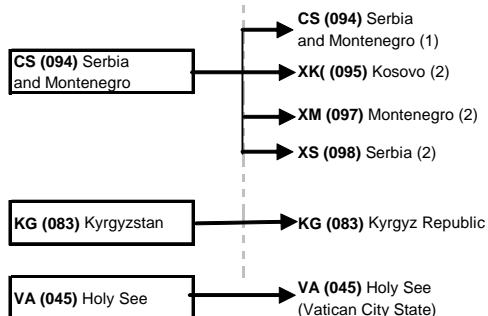 CS (094) Serbia
and Montenegro
CS (094) Serbia
and Montenegro (1)
XK( (095) Kosovo (2)
XM (097) Montenegro (2)
XS (098) Serbia (2)
KG (083) Kyrgyzstan
KG (083) Kyrgyz Republic
VA (045) Holy See
VA (045) Holy See
(Vatican City State)